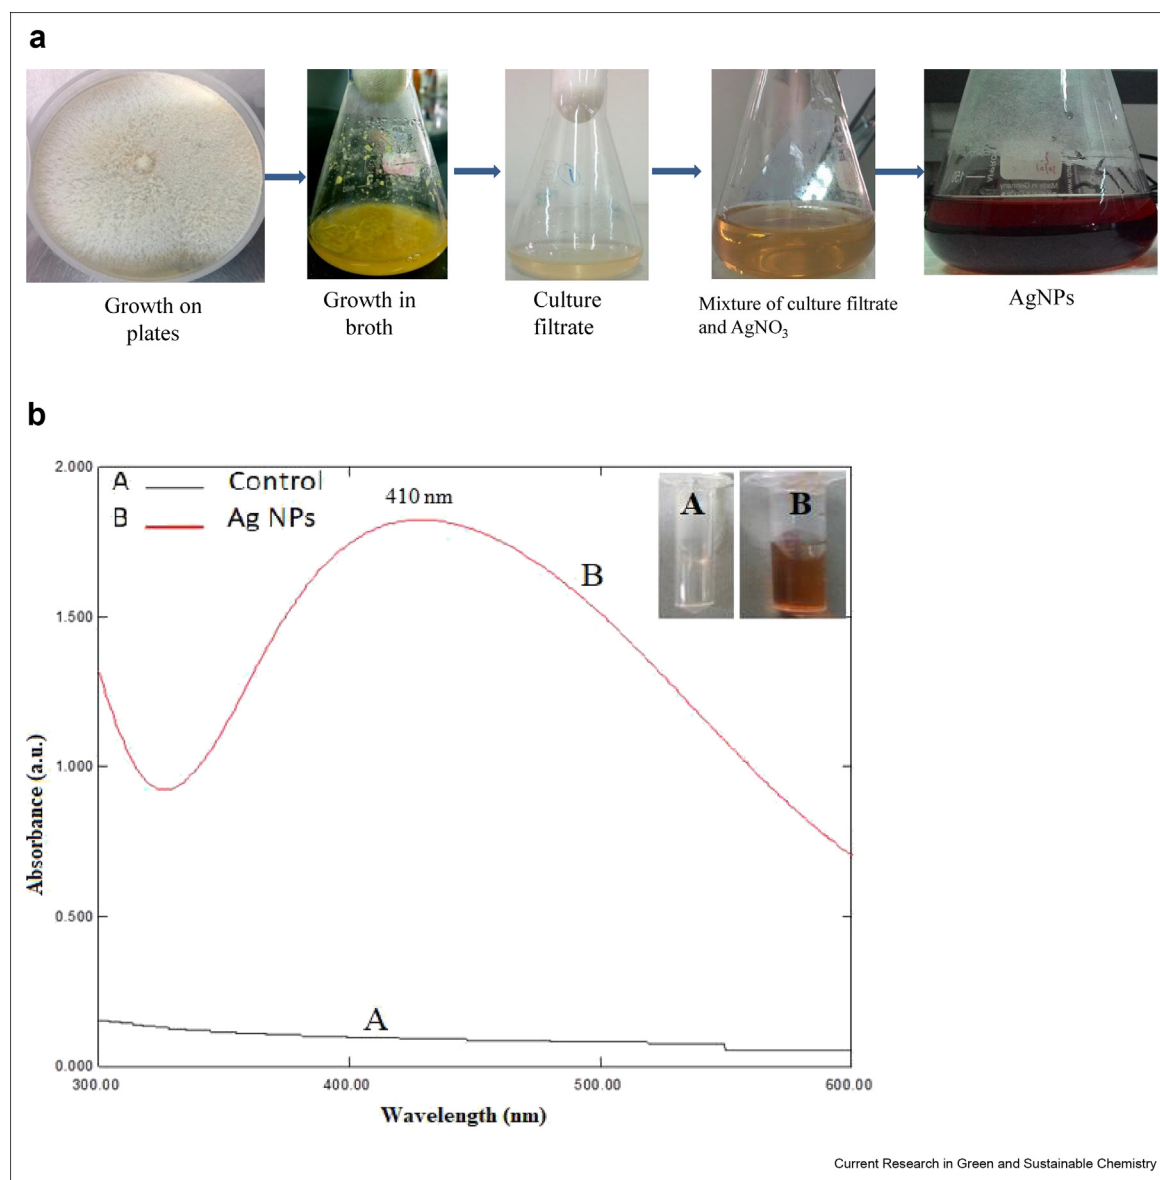 a
Growth on
plates
Growth in
broth
Culture
filtrate
Mixture of culture filtrate
and AgNO₃
AgNPs
b
2.000
1.500
1.000
0.500
0.000
300.00
400.00
500.00
600.00
Absorbance (a.u.)
Wavelength (nm)
A Control
B Ag NPs
410 nm
B
A
A
B
Current Research in Green and Sustainable Chemistry